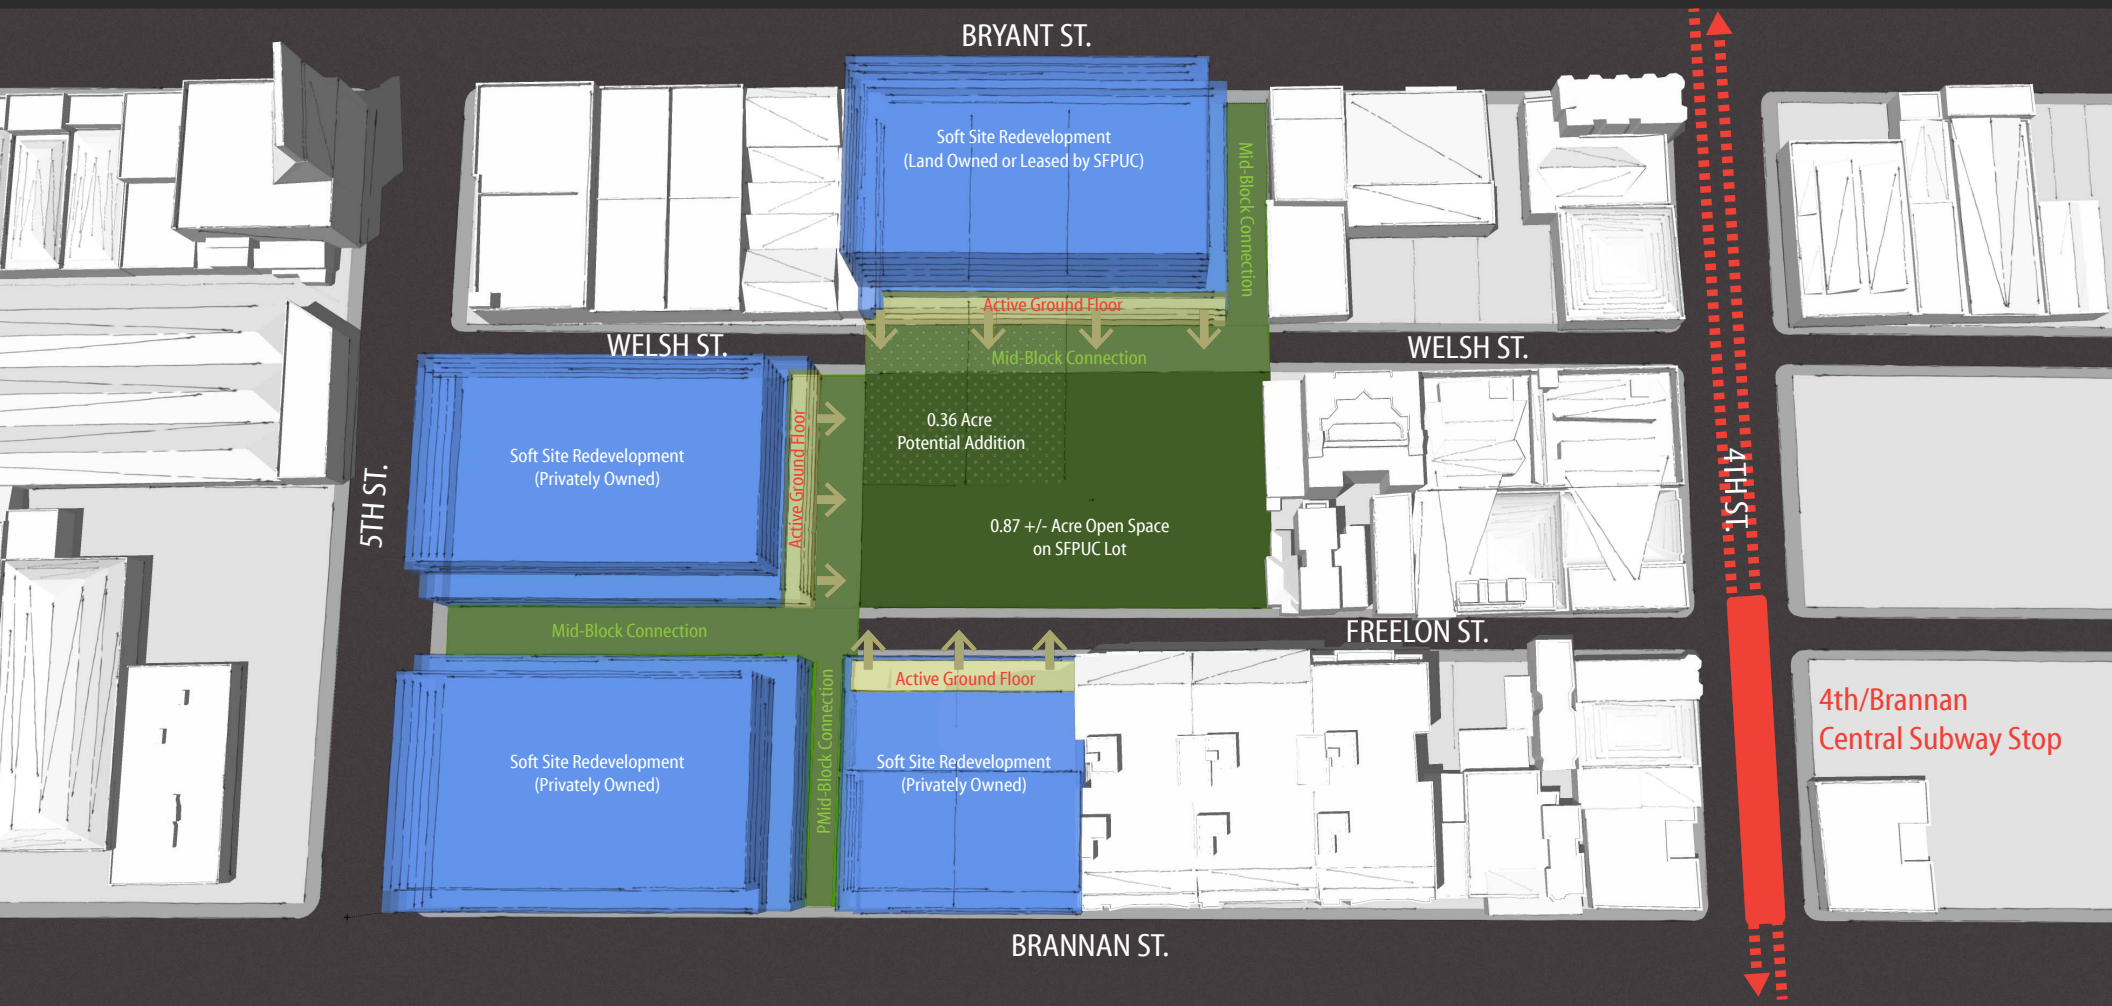 BRYANT ST.
Soft Site Redevelopment
(Land Owned or Leased by SFPUC)
Mid-Block Connection
Active Ground Floor
WELSH ST.
Mid-Block Connection
WELSH ST.
0.36 Acre
Potential Addition
Soft Site Redevelopment
(Privately Owned)
Active Ground Floor
5TH ST.
4TH ST.
0.87 +/- Acre Open Space
on SFPUC Lot
Mid-Block Connection
FREELON ST.
Active Ground Floor
4th/Brannan
Central Subway Stop
Soft Site Redevelopment
(Privately Owned)
PMid-Block Connection
Soft Site Redevelopment
(Privately Owned)
BRANNAN ST.